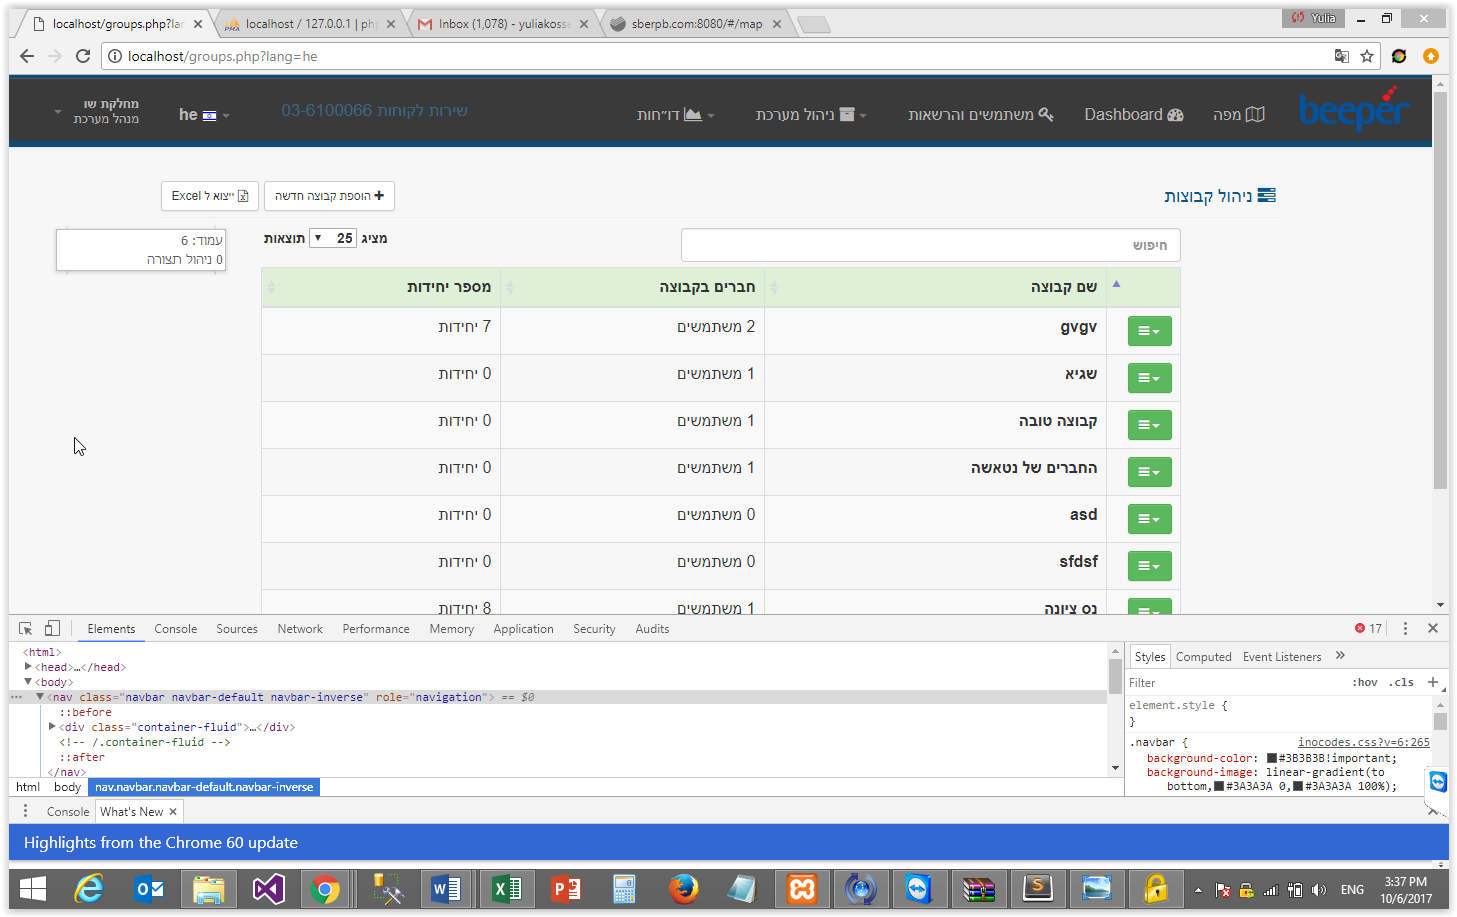 localhost/groups.php?la
localhost / 127.0.0.1 | ph
Inbox (1,078) - yuliakoss
sberpb.com:8080/#/map
Yulia
localhost/groups.php?lang=he
beeper
מפה
Dashboard
משתמשים והרשאות
ניהול מערכת
דו״חות
שירות לקוחות 03-6100066
he
מחלקת שו
מנהל מערכת
ניהול קבוצות
הוספת קבוצה חדשה
ייצוא ל Excel
עמוד: 6
0 ניהול תצורה
חיפוש
מציג 25 תוצאות
שם קבוצה
חברים בקבוצה
מספר יחידות
gvgv
2 משתמשים
7 יחידות
שגיא
1 משתמשים
0 יחידות
קבוצה טובה
1 משתמשים
0 יחידות
החברים של נטאשה
1 משתמשים
0 יחידות
asd
0 משתמשים
0 יחידות
sfdsf
0 משתמשים
0 יחידות
נס ציונה
1 משתמשים
8 יחידות
Elements Console Sources Network Performance Memory Application Security Audits
17
<html>
<head>…</head>
<body>
<nav class="navbar navbar-default navbar-inverse" role="navigation"> == $0
::before
<div class="container-fluid">…</div>
<!-- /.container-fluid -->
::after
</nav>
html body nav.navbar.navbar-default.navbar-inverse
Styles Computed Event Listeners »
Filter
:hov .cls +
element.style {
}
.navbar {
inocodes.css?v=6:265
background-color: #3B3B3B!important;
background-image: linear-gradient(to
bottom, #3A3A3A 0, #3A3A3A 100%);
Console What's New
Highlights from the Chrome 60 update
ENG
3:37 PM
10/6/2017